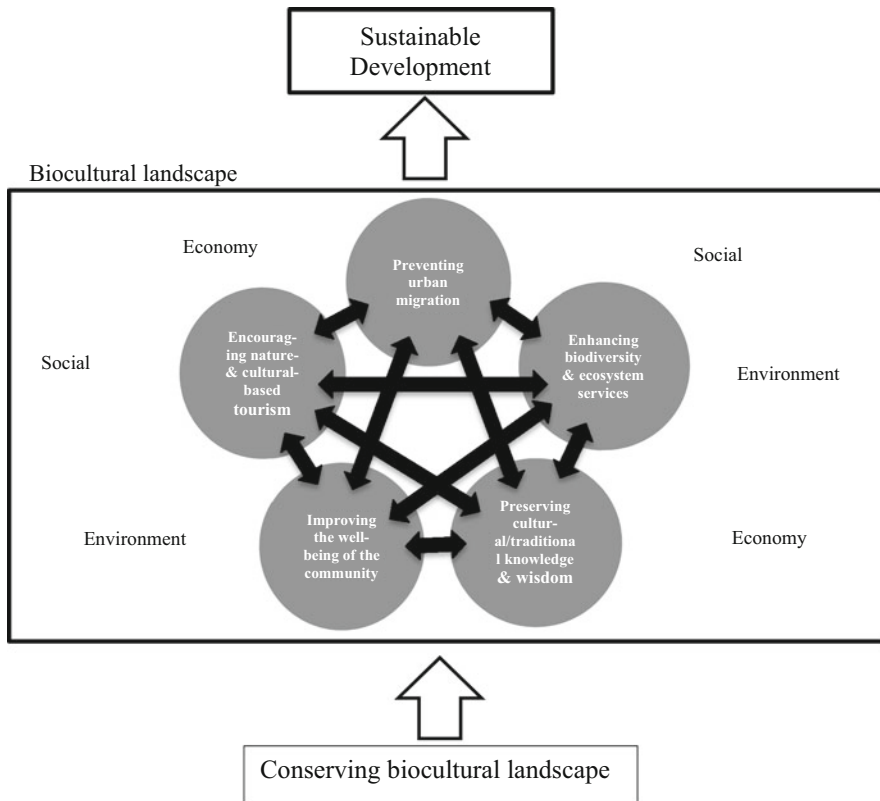 Sustainable
Development
Biocultural landscape
Economy
Social
Preventing
urban
migration
Encourag-
ing nature-
& cultural-
based
tourism
Enhancing
biodiversity
& ecosystem
services
Social
Environment
Improving
the well-
being of the
community
Preserving
cultur-
al/traditiona
l knowledge
& wisdom
Environment
Economy
Conserving biocultural landscape